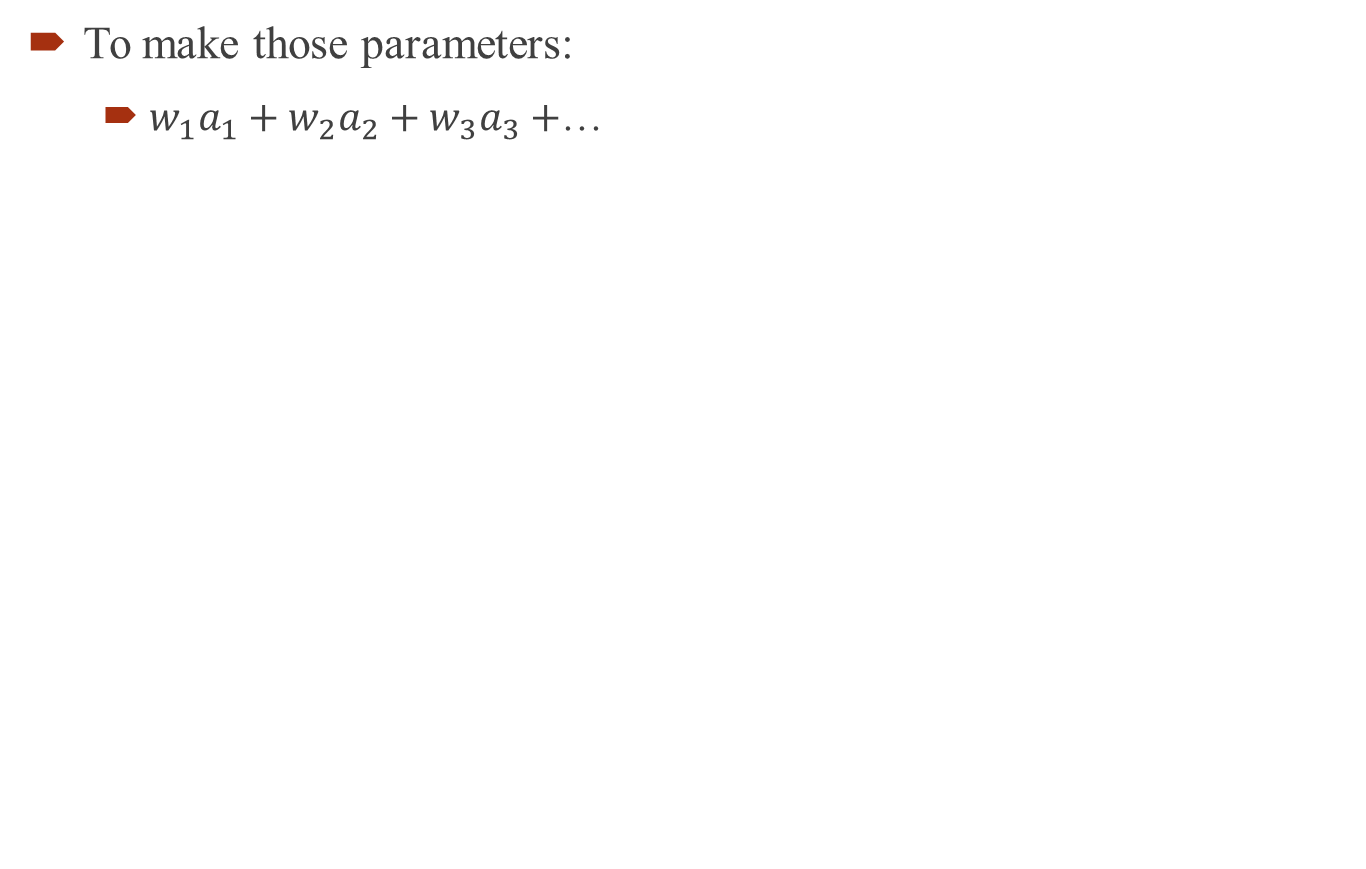 To make those parameters:
𝑤₁𝑎₁ + 𝑤₂𝑎₂ + 𝑤₃𝑎₃ +…